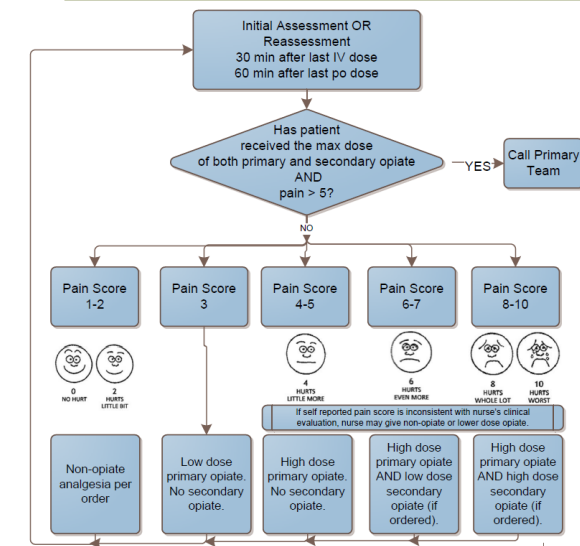 Initial Assessment OR
Reassessment
30 min after last IV dose
60 min after last po dose
Has patient
received the max dose
of both primary and secondary opiate
AND
pain > 5?
YES
Call Primary
Team
NO
Pain Score
1-2
Pain Score
3
Pain Score
4-5
Pain Score
6-7
Pain Score
8-10
0
NO HURT
2
HURTS
LITTLE BIT
4
HURTS
LITTLE MORE
6
HURTS
EVEN MORE
8
HURTS
WHOLE LOT
10
HURTS
WORST
If self reported pain score is inconsistent with nurse's clinical
evaluation, nurse may give non-opiate or lower dose opiate.
Non-opiate
analgesia per
order
Low dose
primary opiate.
No secondary
opiate.
High dose
primary opiate.
No secondary
opiate.
High dose
primary opiate
AND low dose
secondary
opiate (if
ordered).
High dose
primary opiate
AND high dose
secondary
opiate (if
ordered).